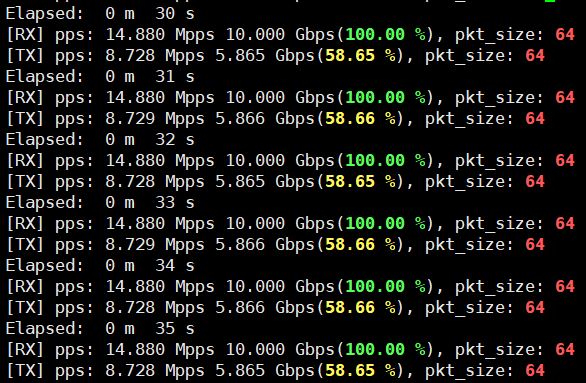 Elapsed:  0 m  30 s
[RX] pps: 14.880 Mpps 10.000 Gbps(100.00 %), pkt_size: 64
[TX] pps: 8.728 Mpps 5.865 Gbps(58.65 %), pkt_size: 64
Elapsed:  0 m  31 s
[RX] pps: 14.880 Mpps 10.000 Gbps(100.00 %), pkt_size: 64
[TX] pps: 8.729 Mpps 5.866 Gbps(58.66 %), pkt_size: 64
Elapsed:  0 m  32 s
[RX] pps: 14.880 Mpps 10.000 Gbps(100.00 %), pkt_size: 64
[TX] pps: 8.728 Mpps 5.865 Gbps(58.65 %), pkt_size: 64
Elapsed:  0 m  33 s
[RX] pps: 14.880 Mpps 10.000 Gbps(100.00 %), pkt_size: 64
[TX] pps: 8.729 Mpps 5.866 Gbps(58.66 %), pkt_size: 64
Elapsed:  0 m  34 s
[RX] pps: 14.880 Mpps 10.000 Gbps(100.00 %), pkt_size: 64
[TX] pps: 8.728 Mpps 5.866 Gbps(58.66 %), pkt_size: 64
Elapsed:  0 m  35 s
[RX] pps: 14.880 Mpps 10.000 Gbps(100.00 %), pkt_size: 64
[TX] pps: 8.728 Mpps 5.865 Gbps(58.65 %), pkt_size: 64